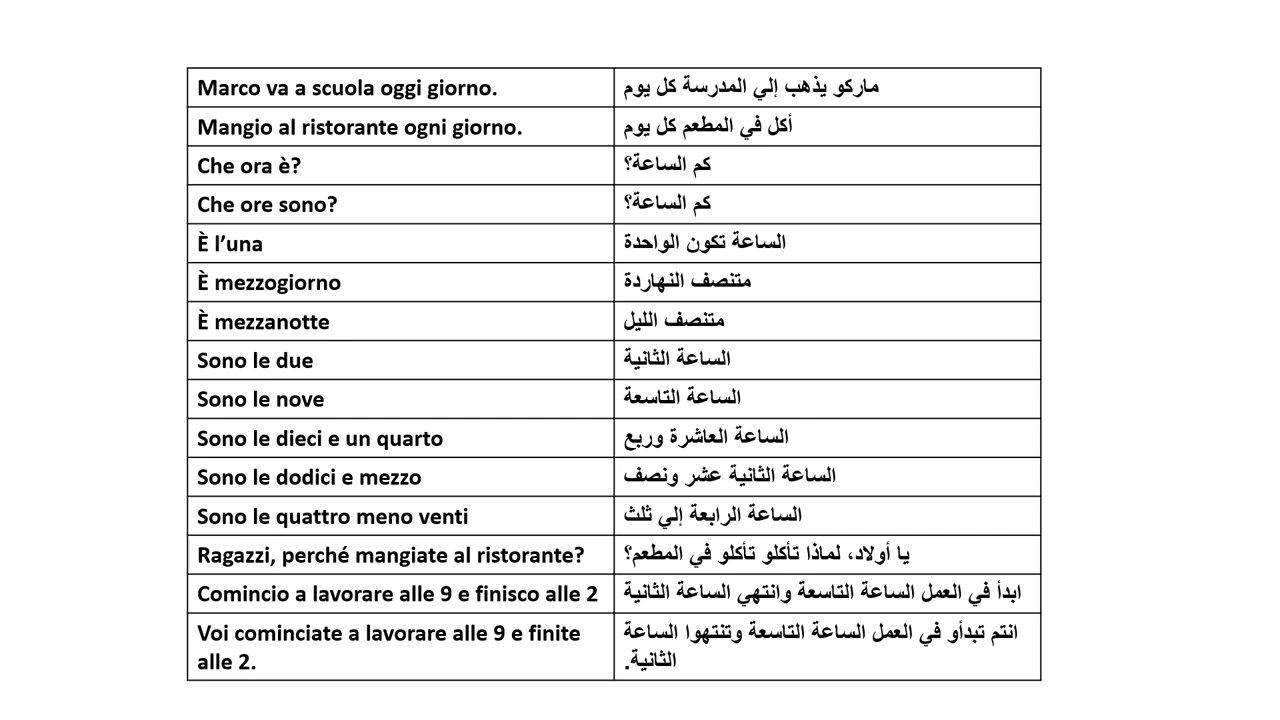 Marco va a scuola oggi giorno.
ماركو يذهب إلي المدرسة كل يوم
Mangio al ristorante ogni giorno.
أكل في المطعم كل يوم
Che ora è?
كم الساعة؟
Che ore sono?
كم الساعة؟
È l’una
الساعة تكون الواحدة
È mezzogiorno
متنصف النهاردة
È mezzanotte
متنصف الليل
Sono le due
الساعة الثانية
Sono le nove
الساعة التاسعة
Sono le dieci e un quarto
الساعة العاشرة وربع
Sono le dodici e mezzo
الساعة الثانية عشر ونصف
Sono le quattro meno venti
الساعة الرابعة إلي ثلث
Ragazzi, perché mangiate al ristorante?
يا أولاد، لماذا تأكلو تأكلو في المطعم؟
Comincio a lavorare alle 9 e finisco alle 2
ابدأ في العمل الساعة التاسعة وانتهي الساعة الثانية
Voi cominciate a lavorare alle 9 e finite
alle 2.
انتم تبدأو في العمل الساعة التاسعة وتنتهوا الساعة
الثانية.